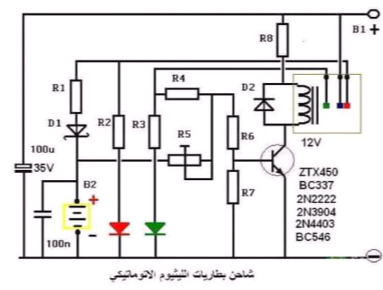 R8
B1
+
R1
R4
D2
D1
R2
R3
R5
R6
12V
100u
35V
B2
+
R7
ZTX450
BC337
2N2222
2N3904
2N4403
BC546
-
100n
شاحن بطاريات الليثيوم الاتوماتيكي